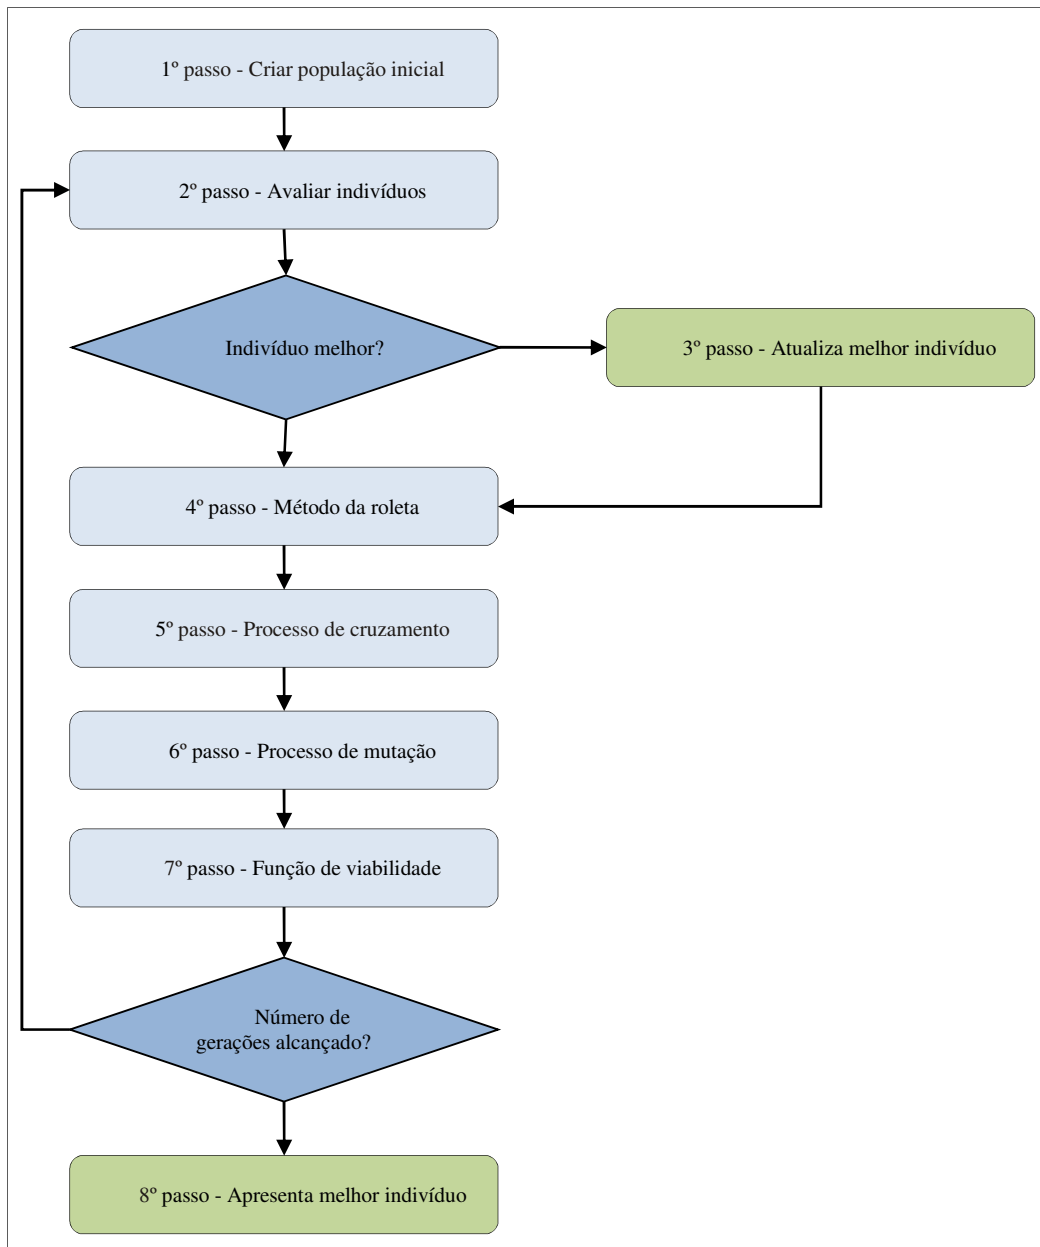 1º passo - Criar população inicial
2º passo - Avaliar indivíduos
Indivíduo melhor?
3º passo - Atualiza melhor indivíduo
4º passo - Método da roleta
5º passo - Processo de cruzamento
6º passo - Processo de mutação
7º passo - Função de viabilidade
Número de
gerações alcançado?
8º passo - Apresenta melhor indivíduo